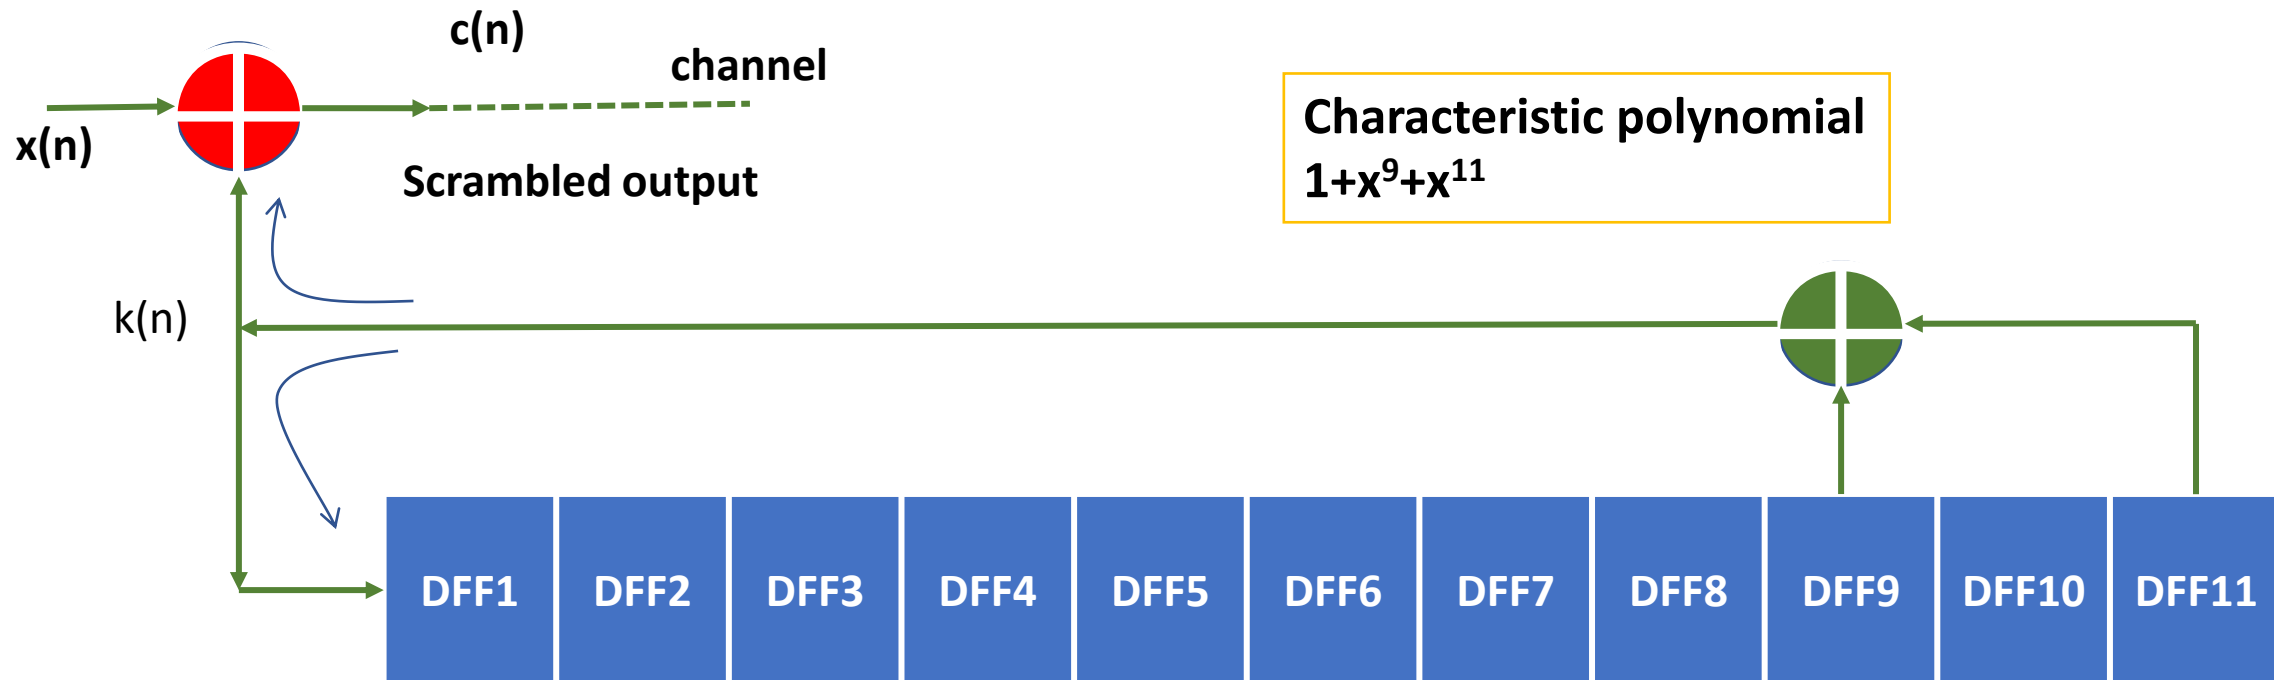 c(n)
channel
x(n)
Scrambled output
Characteristic polynomial
1+x⁹+x¹¹
k(n)
DFF1 DFF2 DFF3 DFF4 DFF5 DFF6 DFF7 DFF8 DFF9 DFF10 DFF11